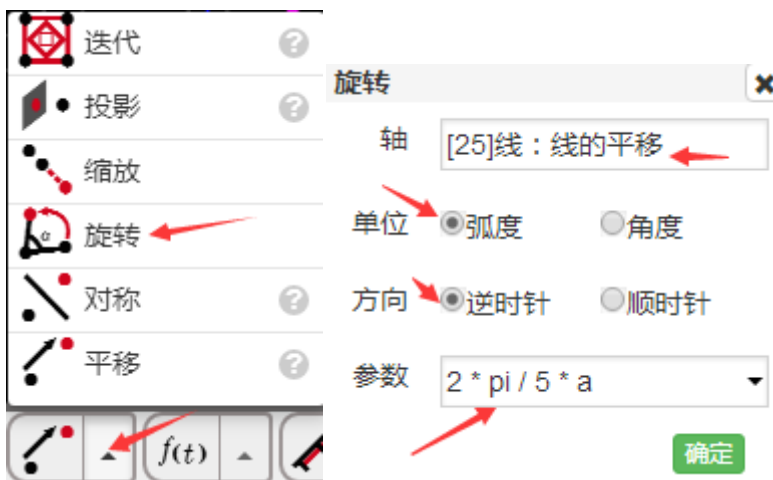 迭代
投影
缩放
α
旋转
对称
平移
f(t)
旋转
轴 [25]线：线的平移
单位 弧度 角度
方向 逆时针 顺时针
参数 2 * pi / 5 * a
确定